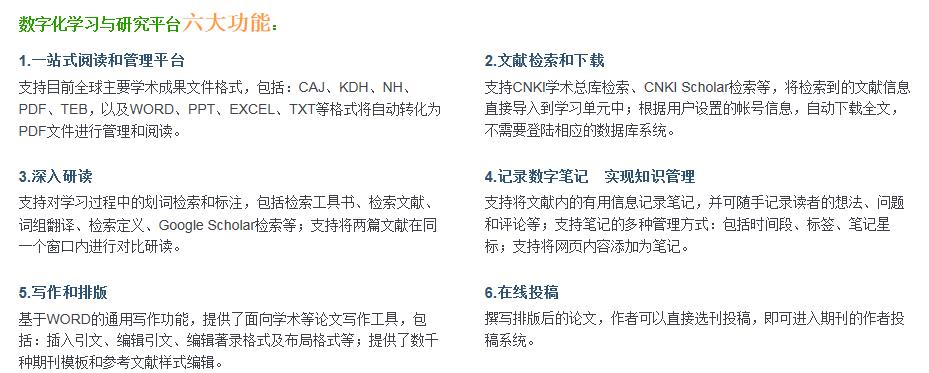 数字化学习与研究平台六大功能：
1.一站式阅读和管理平台
支持目前全球主要学术成果文件格式，包括：CAJ、KDH、NH、
PDF、TEB，以及WORD、PPT、EXCEL、TXT等格式将自动转化为
PDF文件进行管理和阅读。
2.文献检索和下载
支持CNKI学术总库检索、CNKI Scholar检索等，将检索到的文献信息
直接导入到学习单元中；根据用户设置的帐号信息，自动下载全文，
不需要登陆相应的数据库系统。
3.深入研读
支持对学习过程中的划词检索和标注，包括检索工具书、检索文献、
词组翻译、检索定义、Google Scholar检索等；支持将两篇文献在同
一个窗口内进行对比研读。
4.记录数字笔记　实现知识管理
支持将文献内的有用信息记录笔记，并可随手记录读者的想法、问题
和评论等；支持笔记的多种管理方式：包括时间段、标签、笔记星
标；支持将网页内容添加为笔记。
5.写作和排版
基于WORD的通用写作功能，提供了面向学术等论文写作工具，包
括：插入引文、编辑引文、编辑著录格式及布局格式等；提供了数千
种期刊模板和参考文献样式编辑。
6.在线投稿
撰写排版后的论文，作者可以直接选刊投稿，即可进入期刊的作者投
稿系统。